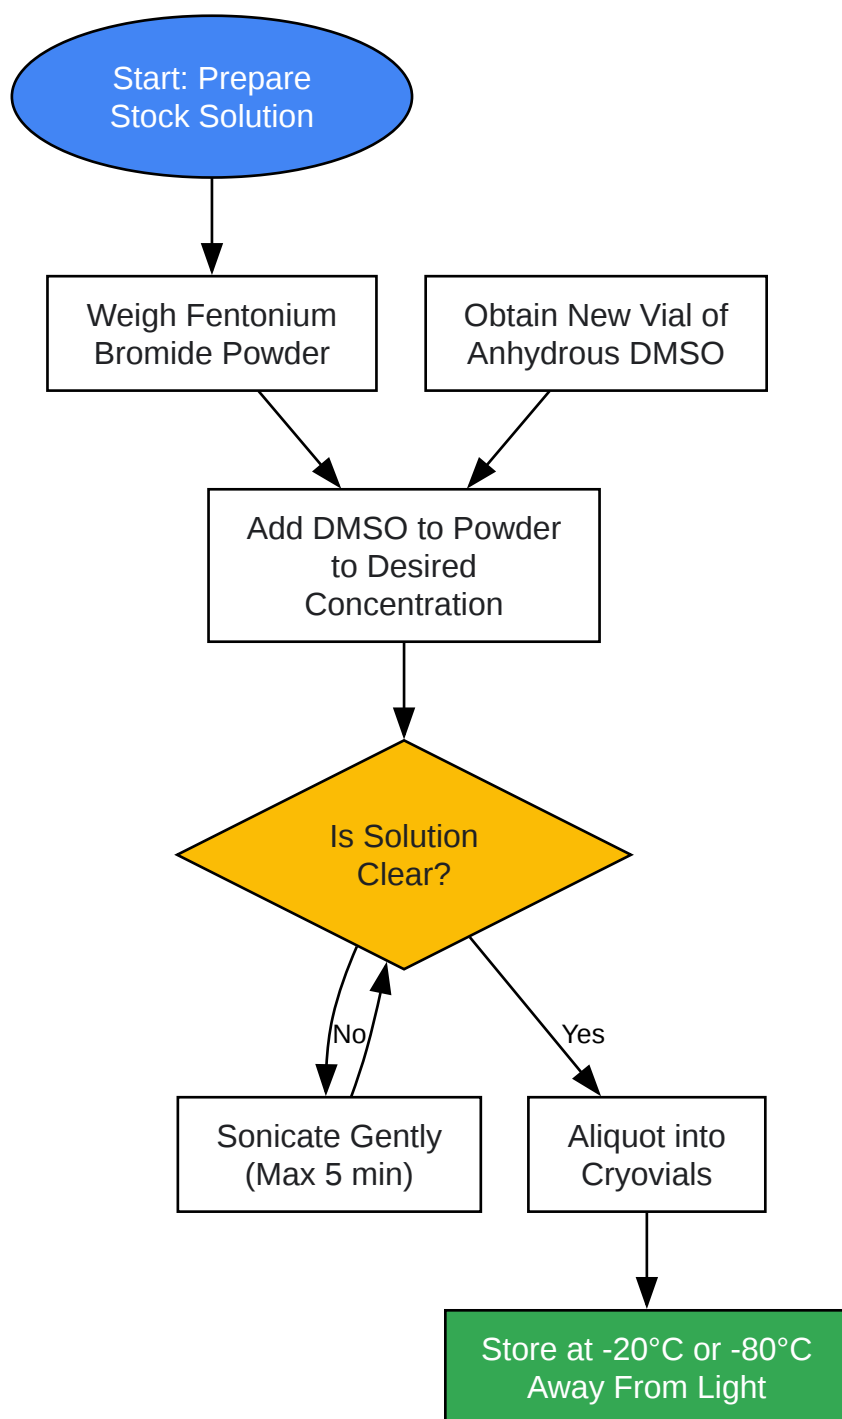 Start: Prepare
Stock Solution
Weigh Fentonium
Bromide Powder
Obtain New Vial of
Anhydrous DMSO
Add DMSO to Powder
to Desired
Concentration
Is Solution
Clear?
No
Yes
Sonicate Gently
(Max 5 min)
Aliquot into
Cryovials
Store at -20°C or -80°C
Away From Light